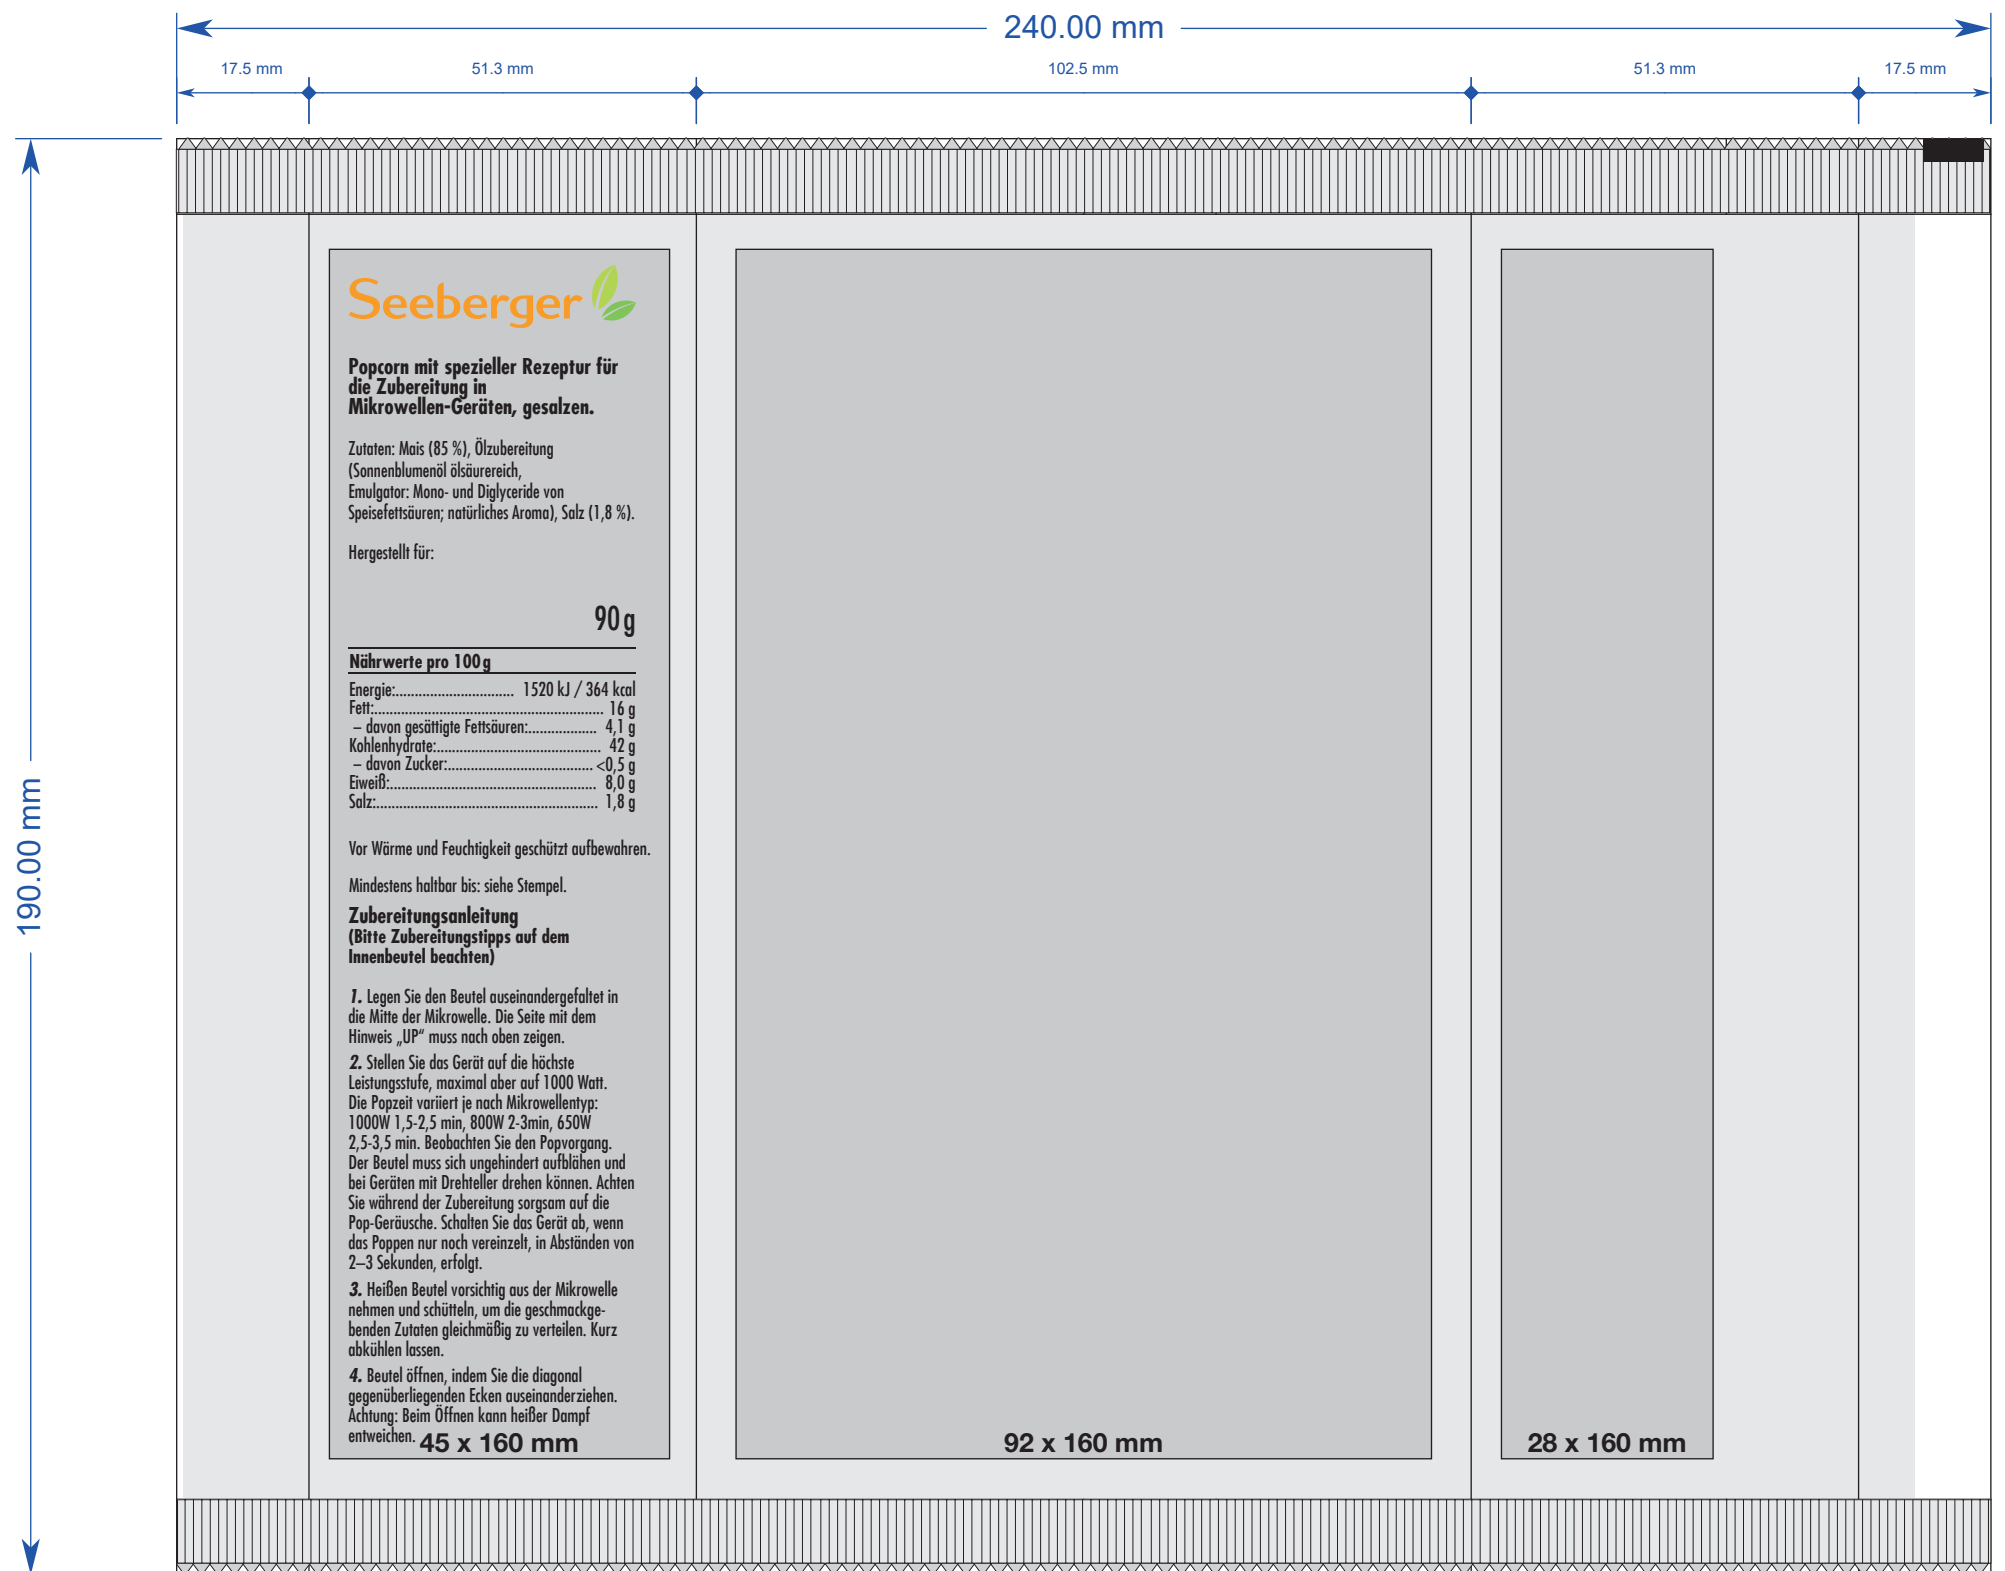 240.00 mm
17.5 mm 51.3 mm 102.5 mm 51.3 mm 17.5 mm
190.00 mm
Seeberger
Popcorn mit spezieller Rezeptur für
die Zubereitung in
Mikrowellen-Geräten, gesalzen.
Zutaten: Mais (85 %), Ölzubereitung
(Sonnenblumenöl ölsäurereich,
Emulgator: Mono- und Diglyceride von
Speisefettsäuren; natürliches Aroma), Salz (1,8 %).
Hergestellt für:
90 g
Nährwerte pro 100 g
Energie:............................... 1520 kJ / 364 kcal
Fett:............................................................ 16 g
– davon gesättigte Fettsäuren:.................. 4,1 g
Kohlenhydrate:........................................... 42 g
– davon Zucker:...................................... <0,5 g
Eiweiß:...................................................... 8,0 g
Salz:.......................................................... 1,8 g
Vor Wärme und Feuchtigkeit geschützt aufbewahren.
Mindestens haltbar bis: siehe Stempel.
Zubereitungsanleitung
(Bitte Zubereitungstipps auf dem
Innenbeutel beachten)
1. Legen Sie den Beutel auseinandergefaltet in
die Mitte der Mikrowelle. Die Seite mit dem
Hinweis „UP“ muss nach oben zeigen.
2. Stellen Sie das Gerät auf die höchste
Leistungsstufe, maximal aber auf 1000 Watt.
Die Popzeit variiert je nach Mikrowellentyp:
1000W 1,5-2,5 min, 800W 2-3min, 650W
2,5-3,5 min. Beobachten Sie den Popvorgang.
Der Beutel muss sich ungehindert aufblähen und
bei Geräten mit Drehteller drehen können. Achten
Sie während der Zubereitung sorgsam auf die
Pop-Geräusche. Schalten Sie das Gerät ab, wenn
das Poppen nur noch vereinzelt, in Abständen von
2–3 Sekunden, erfolgt.
3. Heißen Beutel vorsichtig aus der Mikrowelle
nehmen und schütteln, um die geschmackge-
benden Zutaten gleichmäßig zu verteilen. Kurz
abkühlen lassen.
4. Beutel öffnen, indem Sie die diagonal
gegenüberliegenden Ecken auseinanderziehen.
Achtung: Beim Öffnen kann heißer Dampf
entweichen.
45 x 160 mm
92 x 160 mm
28 x 160 mm